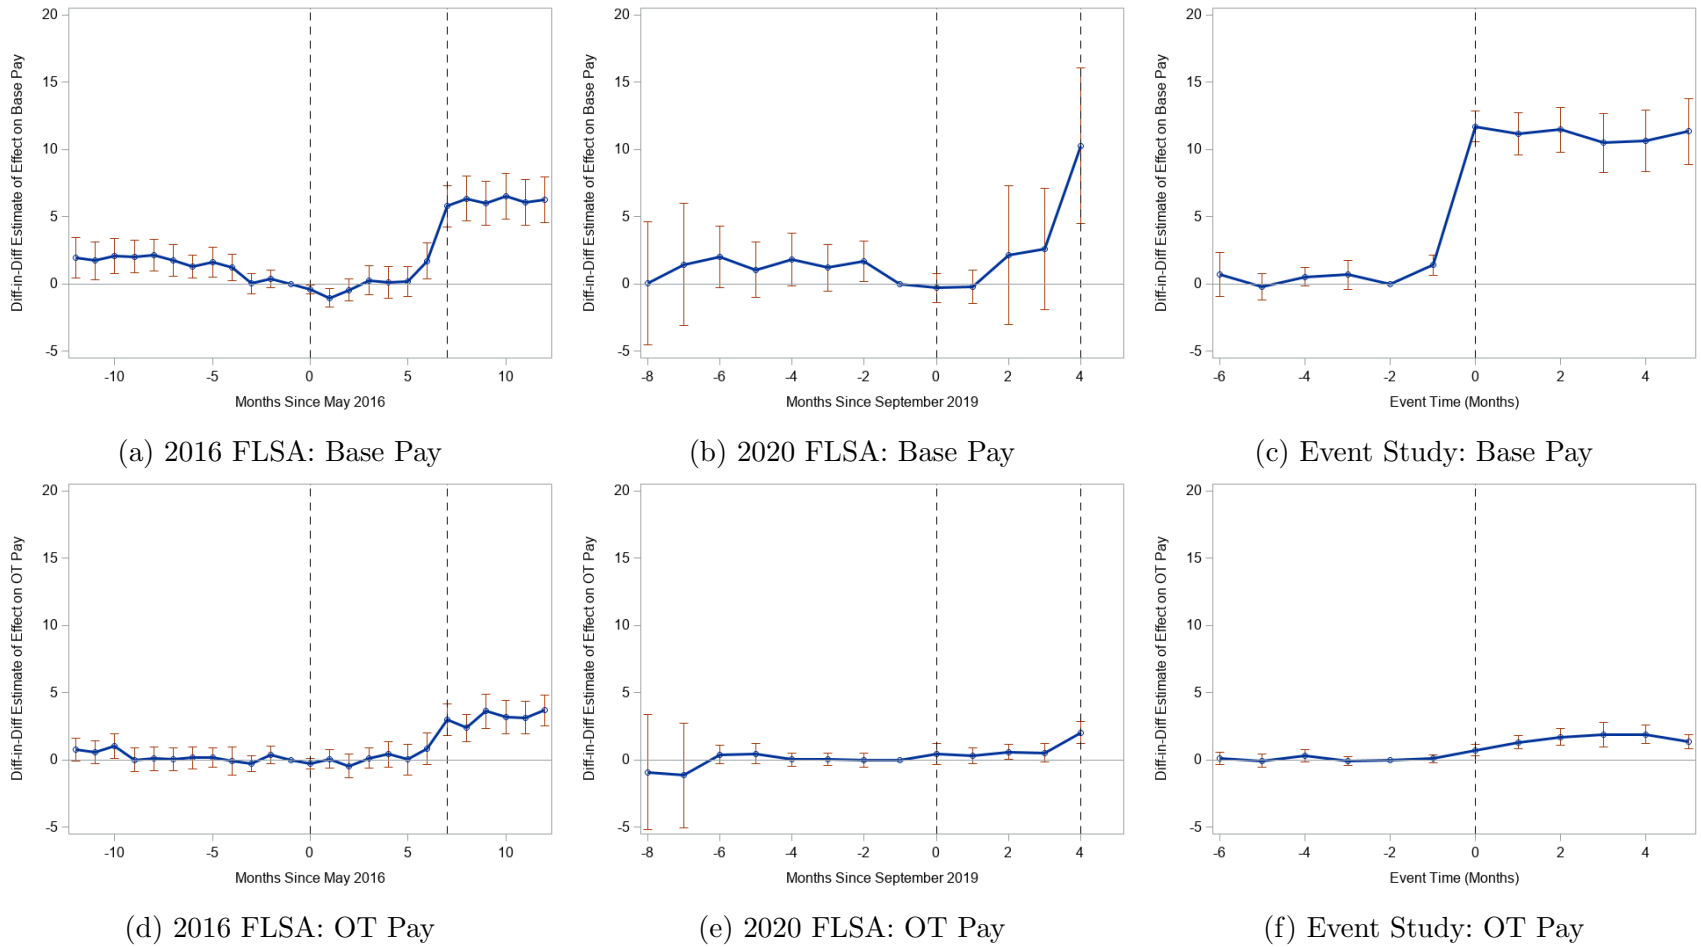 20
15
10
5
0
-5
Diff-in-Diff Estimate of Effect on Base Pay
-10 -5 0 5 10
Months Since May 2016
(a) 2016 FLSA: Base Pay
20
15
10
5
0
-5
Diff-in-Diff Estimate of Effect on Base Pay
-8 -6 -4 -2 0 2 4
Months Since September 2019
(b) 2020 FLSA: Base Pay
20
15
10
5
0
-5
Diff-in-Diff Estimate of Effect on Base Pay
-6 -4 -2 0 2 4
Event Time (Months)
(c) Event Study: Base Pay
20
15
10
5
0
-5
Diff-in-Diff Estimate of Effect on OT Pay
-10 -5 0 5 10
Months Since May 2016
(d) 2016 FLSA: OT Pay
20
15
10
5
0
-5
Diff-in-Diff Estimate of Effect on OT Pay
-8 -6 -4 -2 0 2 4
Months Since September 2019
(e) 2020 FLSA: OT Pay
20
15
10
5
0
-5
Diff-in-Diff Estimate of Effect on OT Pay
-6 -4 -2 0 2 4
Event Time (Months)
(f) Event Study: OT Pay